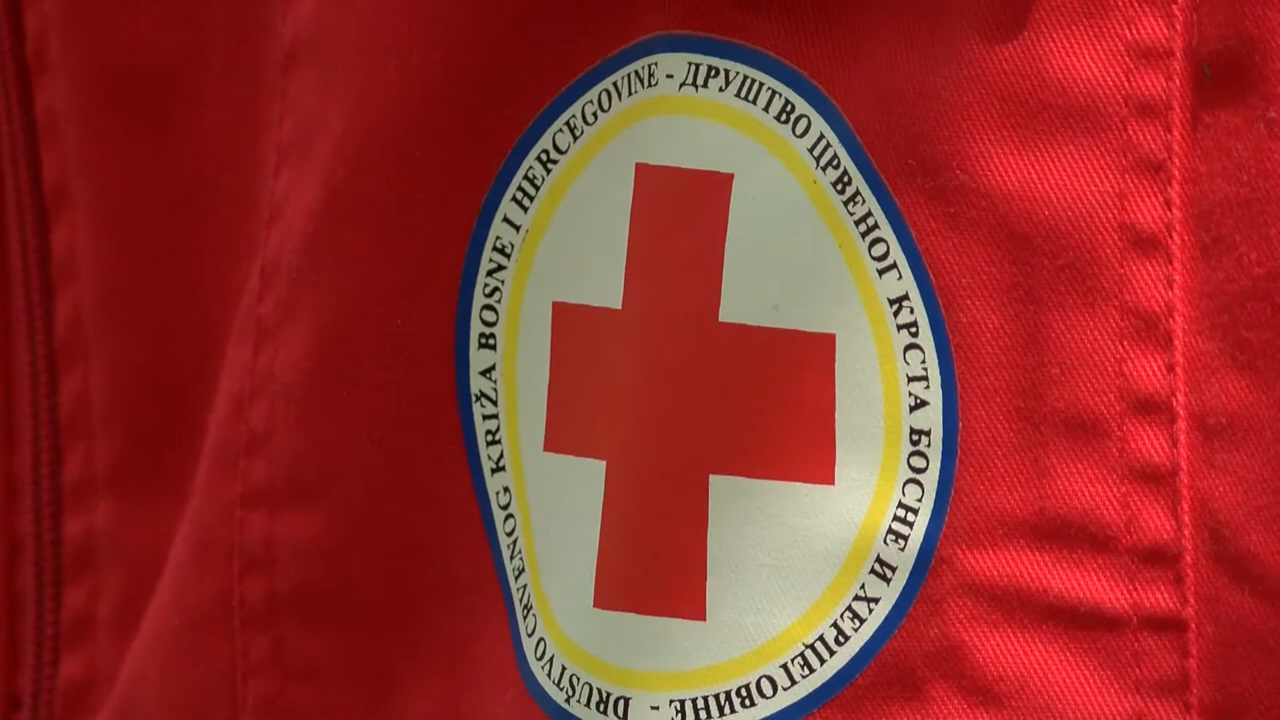 DRUŠTVO CRVENOG KRIŽA BOSNE I HERCEGOVINE -
ДРУШТВО ЦРВЕНОГ КРСТА БОСНЕ И ХЕРЦЕГОВИНЕ -